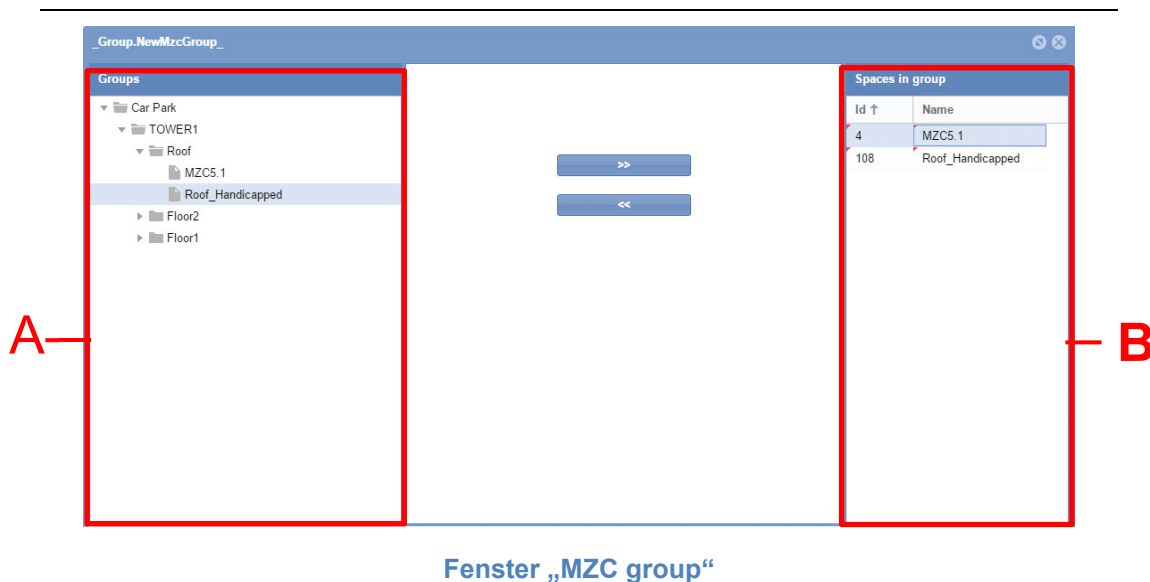 _Group.NewMzcGroup_
Groups
Car Park
TOWER1
Roof
MZC5.1
Roof_Handicapped
Floor2
Floor1
>>
<<
Spaces in group
Id ↑ Name
4 MZC5.1
108 Roof_Handicapped
A
B
Fenster „MZC group“